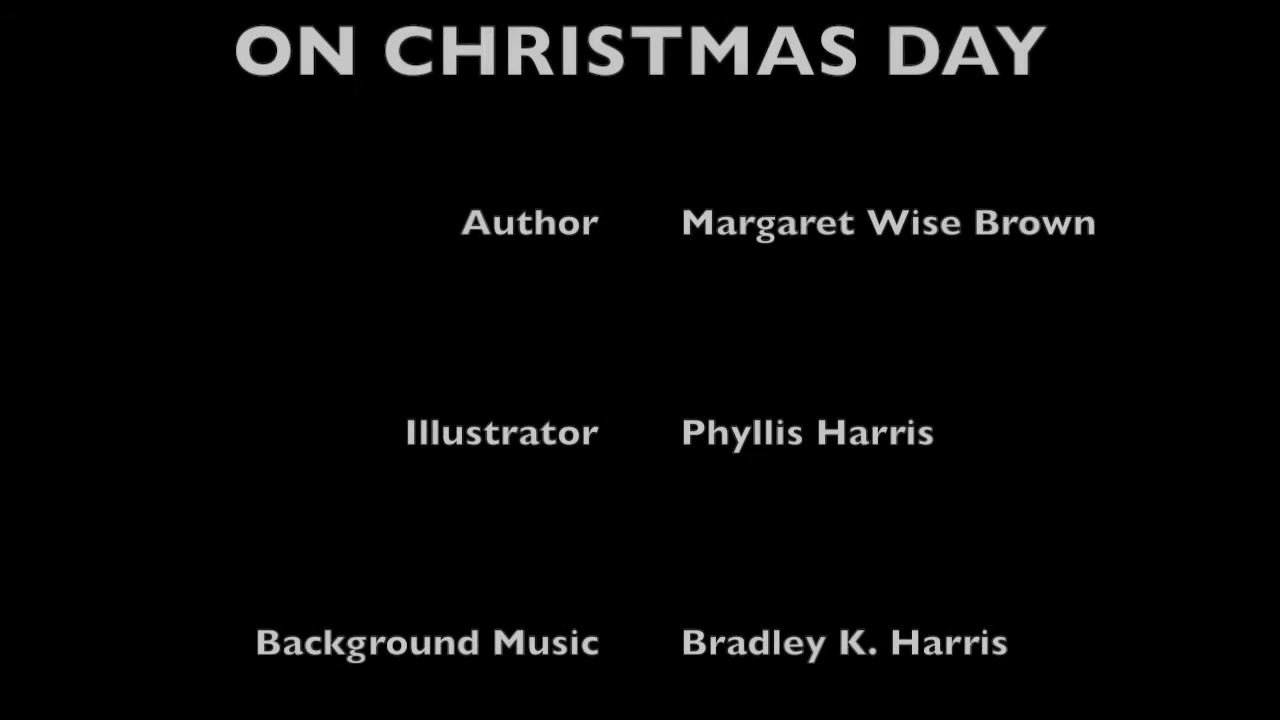 ON CHRISTMAS DAY
Author Margaret Wise Brown
Illustrator Phyllis Harris
Background Music Bradley K. Harris